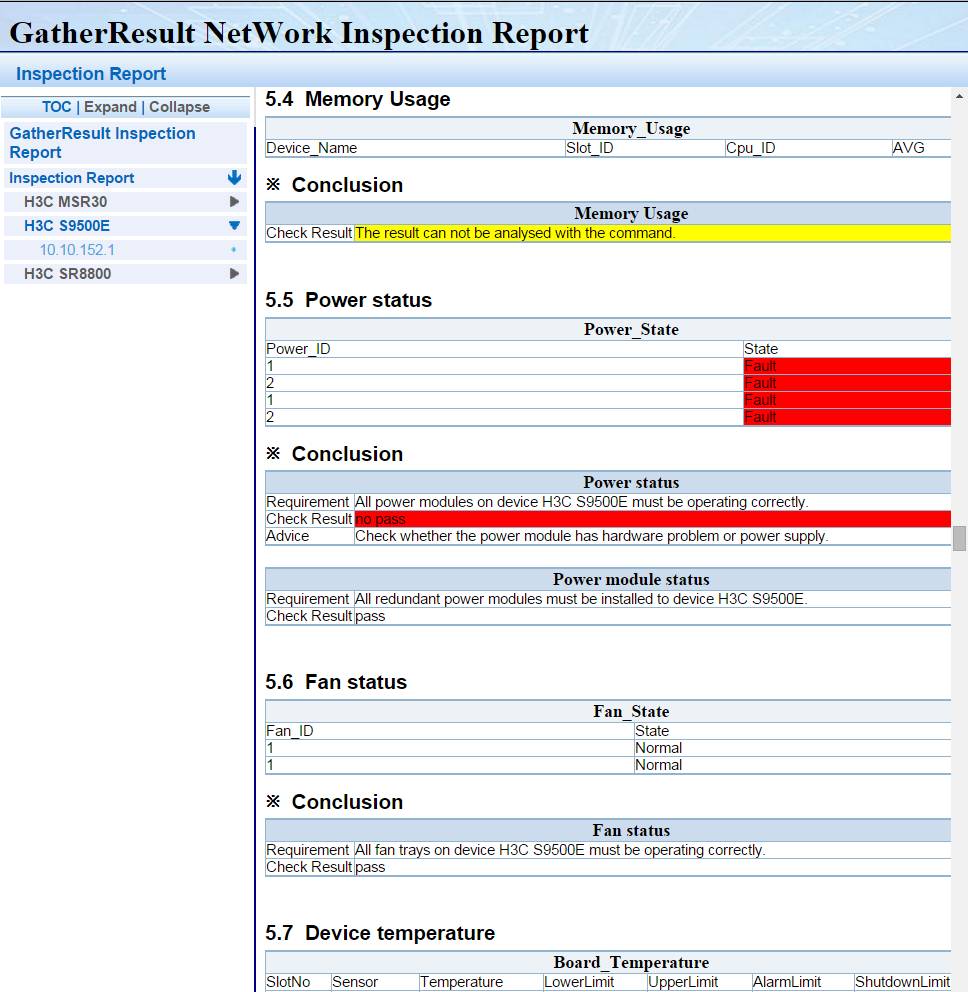 GatherResult NetWork Inspection Report
Inspection Report
TOC | Expand | Collapse
GatherResult Inspection
Report
Inspection Report
H3C MSR30
H3C S9500E
10.10.152.1
H3C SR8800
5.4 Memory Usage
Memory_Usage
Device_Name Slot_ID Cpu_ID AVG
※ Conclusion
Memory Usage
Check Result The result can not be analysed with the command.
5.5 Power status
Power_State
Power_ID State
1 Fault
2 Fault
1 Fault
2 Fault
※ Conclusion
Power status
Requirement All power modules on device H3C S9500E must be operating correctly.
Check Result no pass
Advice Check whether the power module has hardware problem or power supply.
Power module status
Requirement All redundant power modules must be installed to device H3C S9500E.
Check Result pass
5.6 Fan status
Fan_State
Fan_ID State
1 Normal
1 Normal
※ Conclusion
Fan status
Requirement All fan trays on device H3C S9500E must be operating correctly.
Check Result pass
5.7 Device temperature
Board_Temperature
SlotNo Sensor Temperature LowerLimit UpperLimit AlarmLimit ShutdownLimit